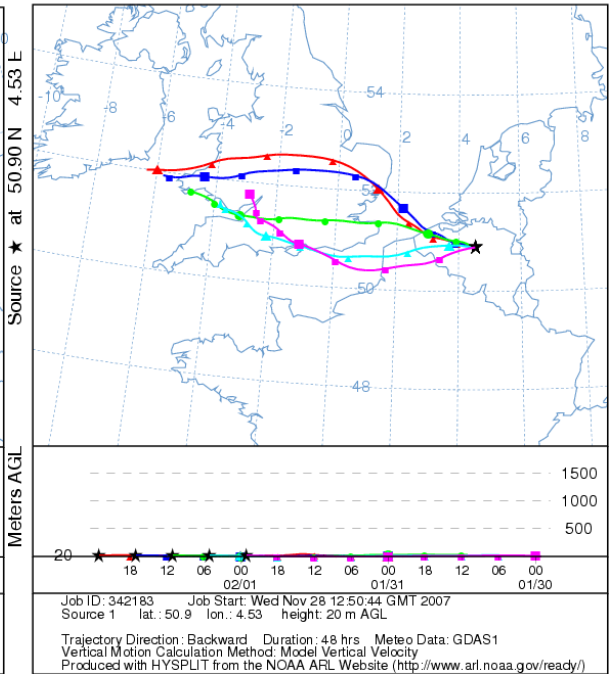 Source ★ at 50.90 N 4.53 E
-10
-8
-6
-4
-2
0
2
4
6
8
54
52
50
48
Meters AGL
1500
1000
500
20
18 12 06 00 18 12 06 00 18 12 06 00
02/01 01/31 01/30
Job ID: 342183 Job Start: Wed Nov 28 12:50:44 GMT 2007
Source 1 lat.: 50.9 lon.: 4.53 height: 20 m AGL
Trajectory Direction: Backward Duration: 48 hrs Meteo Data: GDAS1
Vertical Motion Calculation Method: Model Vertical Velocity
Produced with HYSPLIT from the NOAA ARL Website (http://www.arl.noaa.gov/ready/)